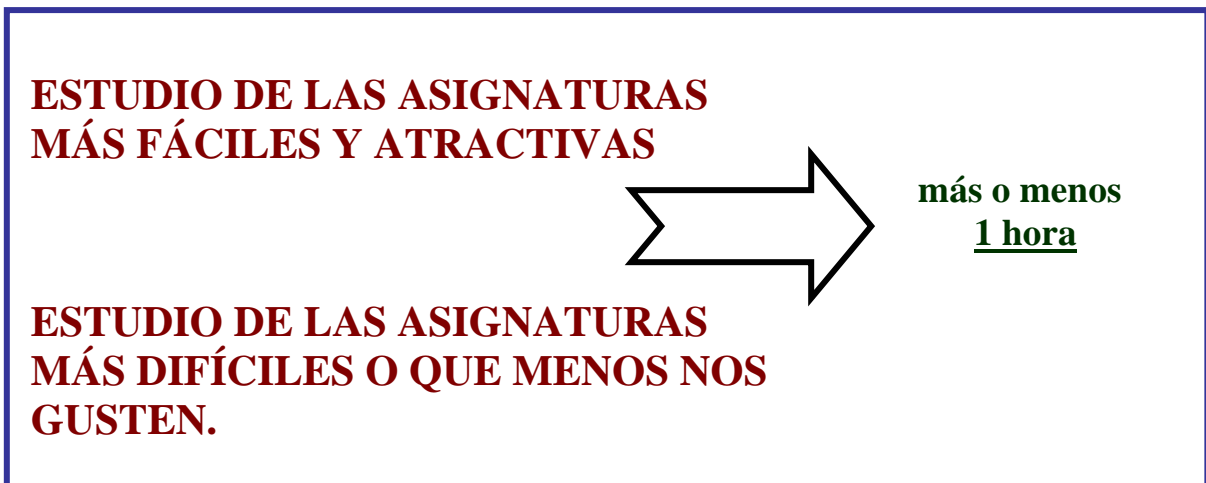 ESTUDIO DE LAS ASIGNATURAS
MÁS FÁCILES Y ATRACTIVAS
más o menos
1 hora
ESTUDIO DE LAS ASIGNATURAS
MÁS DIFÍCILES O QUE MENOS NOS
GUSTEN.